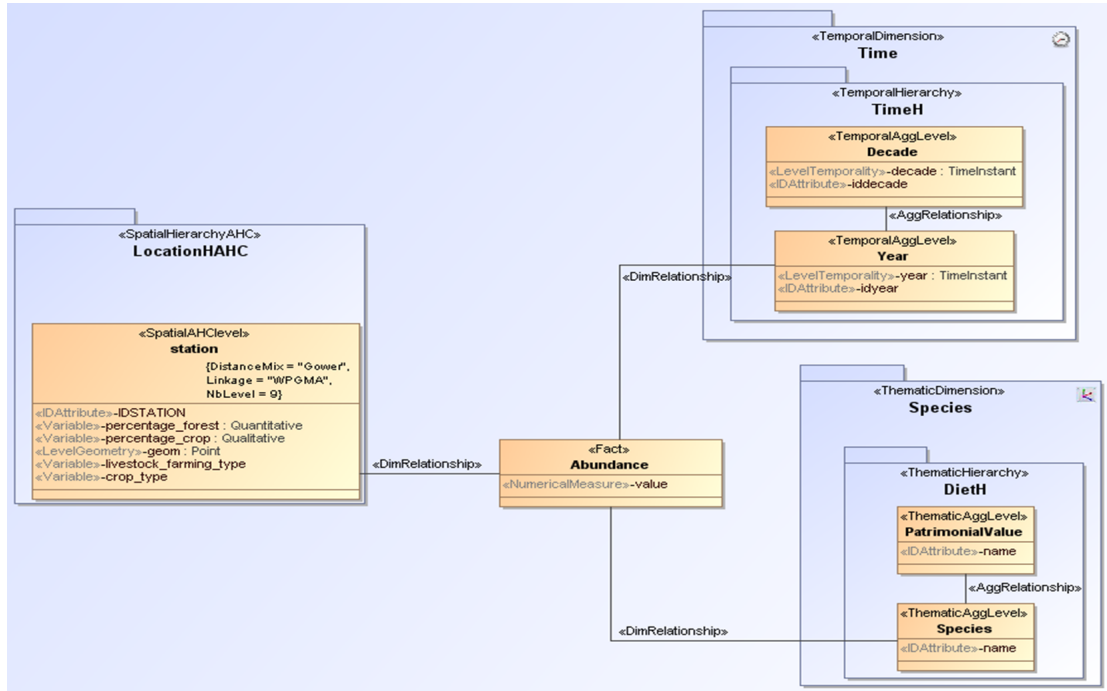 «TemporalDimension»
Time
«TemporalHierarchy»
TimeH
«TemporalAggLevel»
Decade
«LevelTemporality»-decade : TimeInstant
«IDAttribute»-iddecade
«AggRelationship»
«TemporalAggLevel»
Year
«LevelTemporality»-year : TimeInstant
«IDAttribute»-idyear
«DimRelationship»
«SpatialHierarchyAHC»
LocationHAHC
«SpatialAHClevel»
station
{DistanceMix = "Gower",
Linkage = "WPGMA",
NbLevel = 9}
«IDAttribute»-IDSTATION
«Variable»-percentage_forest : Quantitative
«Variable»-percentage_crop : Qualitative
«LevelGeometry»-geom : Point
«Variable»-livestock_farming_type
«Variable»-crop_type
«DimRelationship»
«Fact»
Abundance
«NumericalMeasure»-value
«DimRelationship»
«ThematicDimension»
Species
«ThematicHierarchy»
DietH
«ThematicAggLevel»
PatrimonialValue
«IDAttribute»-name
«AggRelationship»
«ThematicAggLevel»
Species
«IDAttribute»-name